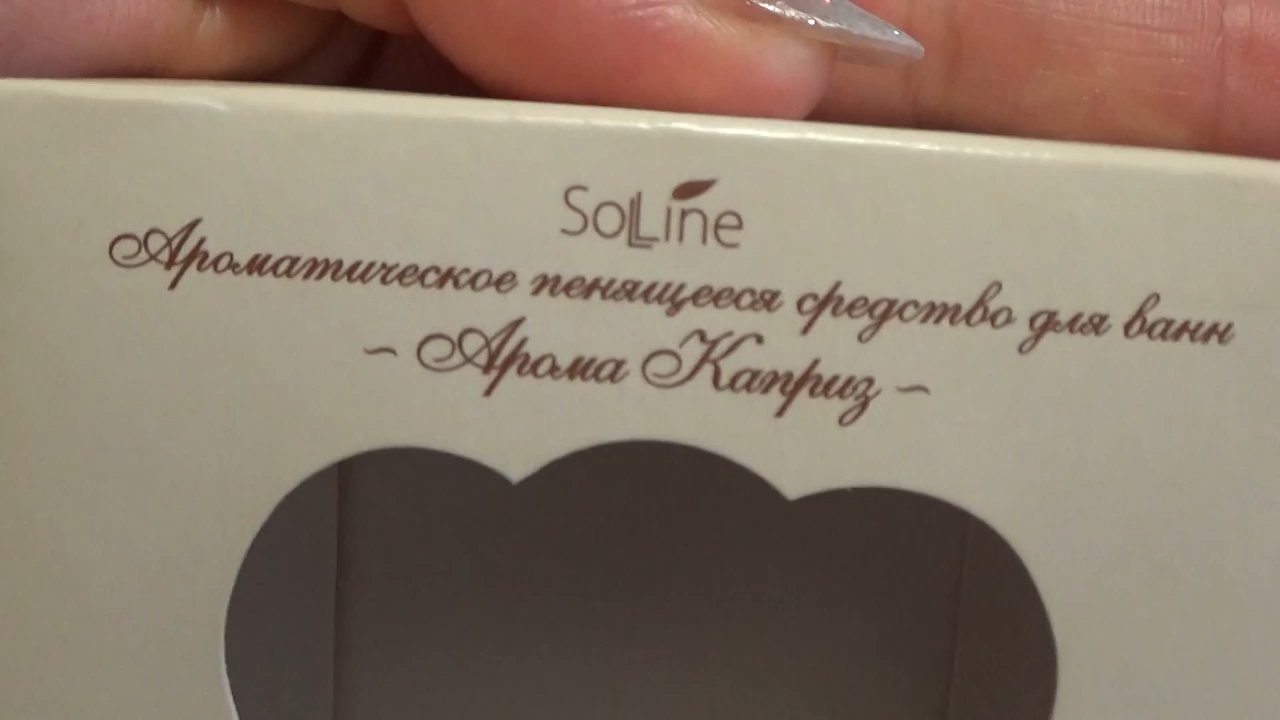 SoLLine
Ароматическое пенящееся средство для ванн
~ Арома Каприз ~